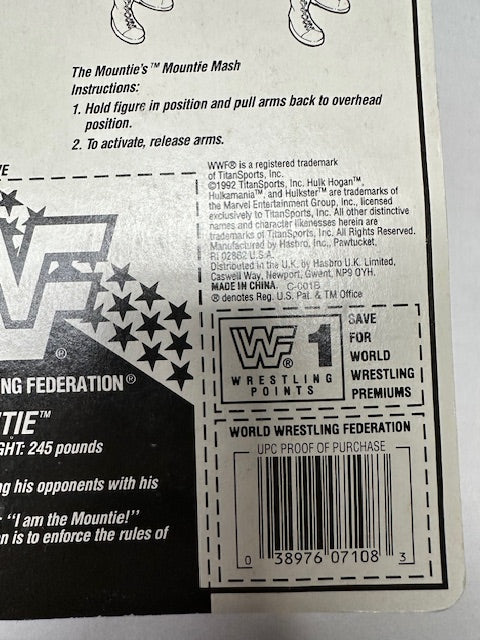 The Mountie's™ Mountie Mash
Instructions:
1. Hold figure in position and pull arms back to overhead
position.
2. To activate, release arms.
VE
WWF® is a registered trademark
of TitanSports, Inc.
©1992 TitanSports, Inc. Hulk Hogan™,
Hulkamania™, and Hulkster™ are trademarks of
the Marvel Entertainment Group, Inc., licensed
exclusively to TitanSports, Inc. All other distinctive
names and character likenesses herein are
trademarks of TitanSports, Inc. All Rights Reserved.
Manufactured by Hasbro, Inc., Pawtucket,
RI 02862 U.S.A.
Distributed in the U.K. by Hasbro U.K. Limited,
Caswell Way, Newport, Gwent, NP9 0YH.
MADE IN CHINA. C-001B
® denotes Reg. U.S. Pat. & TM Office
WF
®
NG FEDERATION®
TIE™
GHT: 245 pounds
ng his opponents with his
"I am the Mountie!"
n is to enforce the rules of
WF® 1
WRESTLING
POINTS
SAVE
FOR
WORLD
WRESTLING
PREMIUMS
WORLD WRESTLING FEDERATION
UPC PROOF OF PURCHASE
0 38976 07108 3